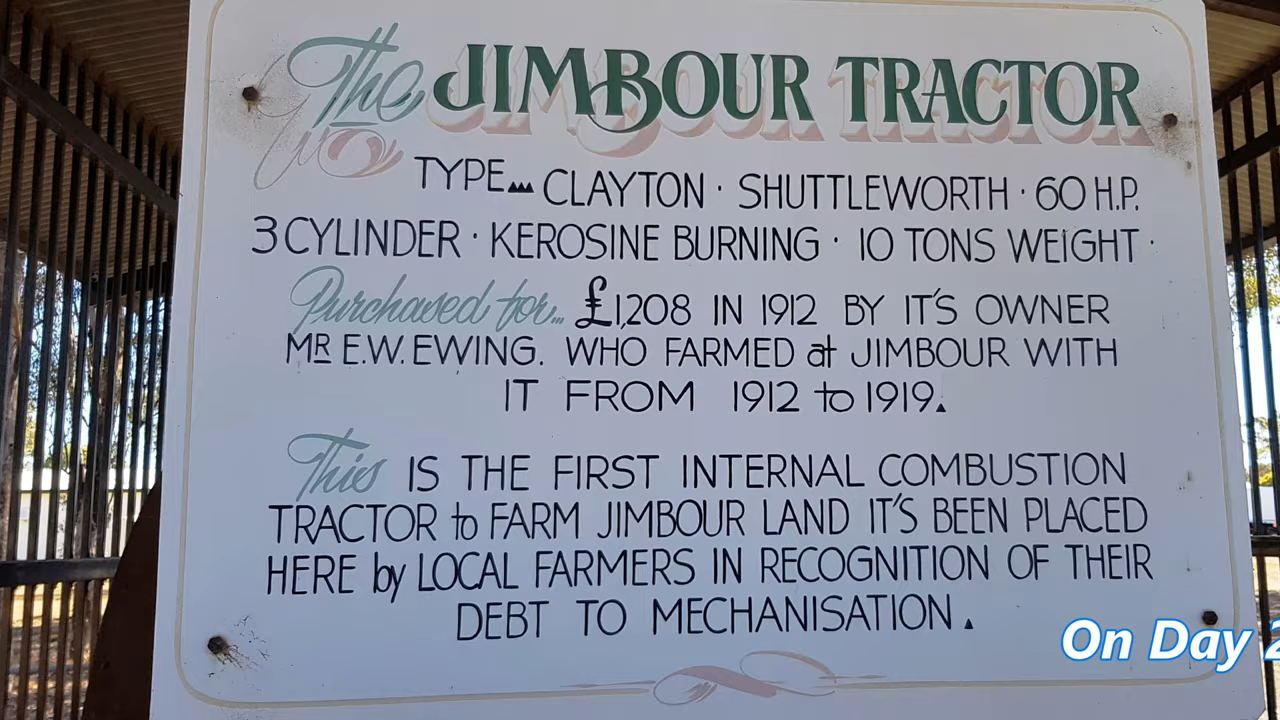 The JIMBOUR TRACTOR
TYPE... CLAYTON · SHUTTLEWORTH · 60 H.P.
3 CYLINDER · KEROSINE BURNING · 10 TONS WEIGHT ·
Purchased for... £1,208 IN 1912 BY IT'S OWNER
MR E.W. EWING. WHO FARMED at JIMBOUR WITH
IT FROM 1912 to 1919.
This IS THE FIRST INTERNAL COMBUSTION
TRACTOR to FARM JIMBOUR LAND IT'S BEEN PLACED
HERE by LOCAL FARMERS IN RECOGNITION OF THEIR
DEBT TO MECHANISATION.
On Day 2